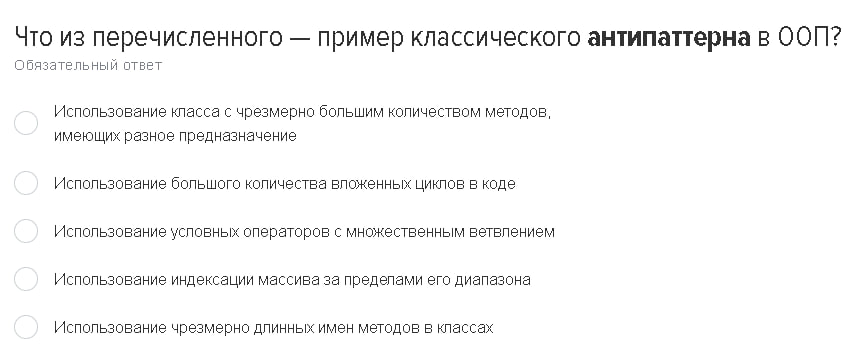 Что из перечисленного — пример классического антипаттерна в ООП?
Обязательный ответ
Использование класса с чрезмерно большим количеством методов,
имеющих разное предназначение
Использование большого количества вложенных циклов в коде
Использование условных операторов с множественным ветвлением
Использование индексации массива за пределами его диапазона
Использование чрезмерно длинных имен методов в классах